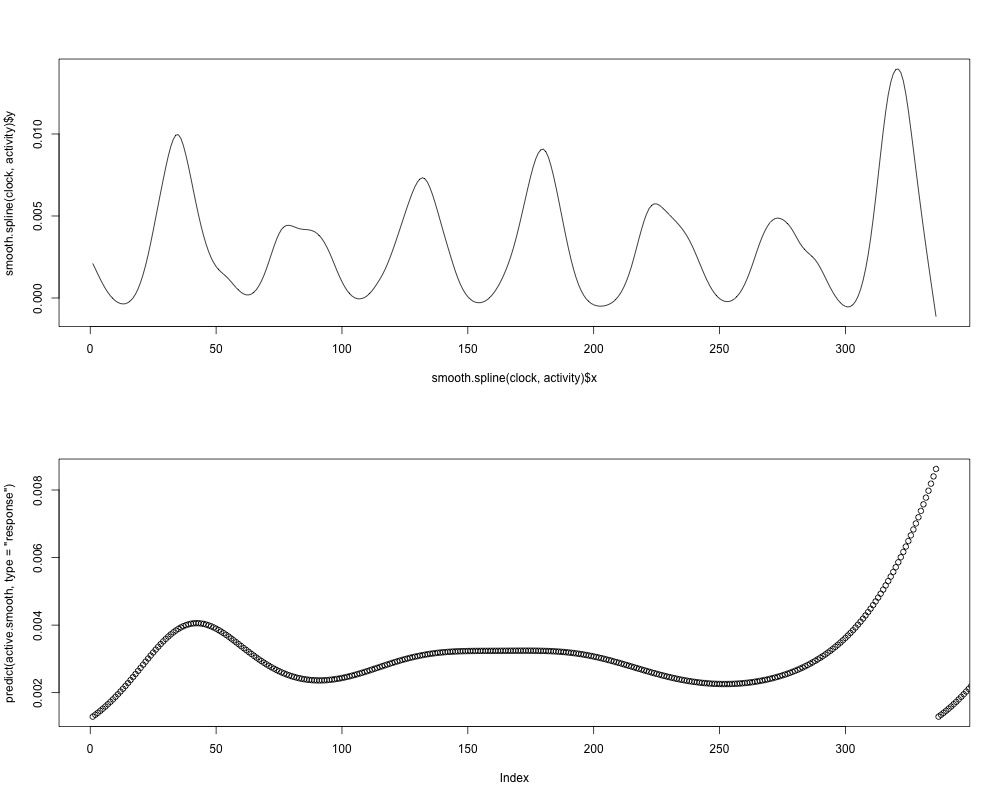 smooth.spline(clock, activity)$y
0.010
0.005
0.000
0 50 100 150 200 250 300
smooth.spline(clock, activity)$x
predict(active.smooth, type = "response")
0.008
0.006
0.004
0.002
0 50 100 150 200 250 300
Index